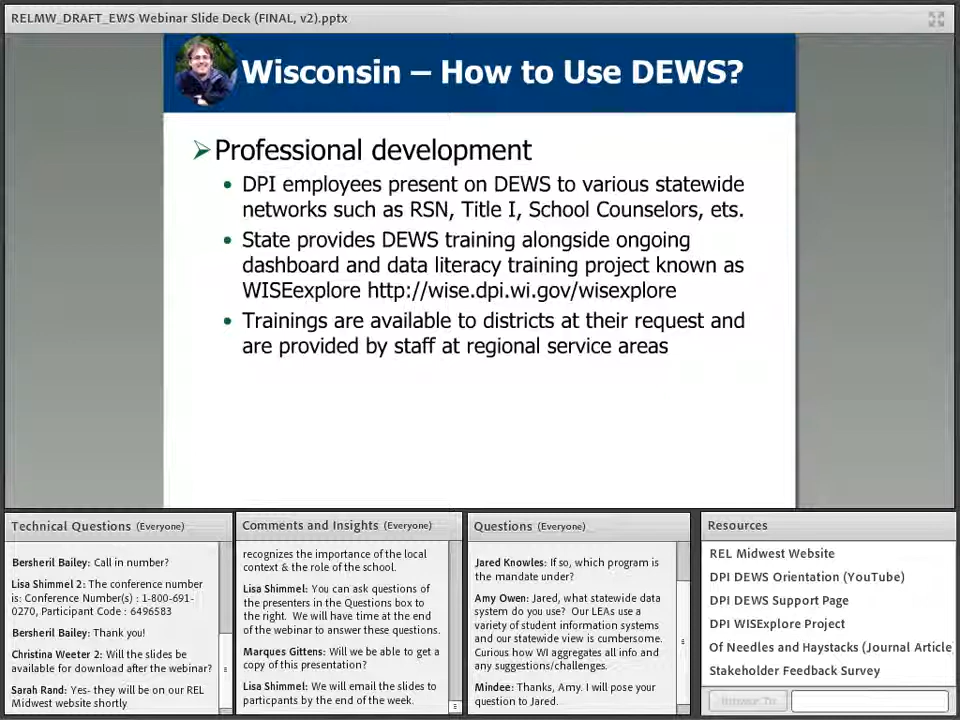 RELMW_DRAFT_EWS Webinar Slide Deck (FINAL, v2).pptx
Wisconsin – How to Use DEWS?
Professional development
DPI employees present on DEWS to various statewide
networks such as RSN, Title I, School Counselors, ets.
State provides DEWS training alongside ongoing
dashboard and data literacy training project known as
WISEexplore http://wise.dpi.wi.gov/wisexplore
Trainings are available to districts at their request and
are provided by staff at regional service areas
Technical Questions (Everyone)
Bersheril Bailey: Call in number?
Lisa Shimmel 2: The conference number
is: Conference Number(s) : 1-800-691-
0270, Participant Code : 6496583
Bersheril Bailey: Thank you!
Christina Weeter 2: Will the slides be
available for download after the webinar?
Sarah Rand: Yes- they will be on our REL
Midwest website shortly
Comments and Insights (Everyone)
recognizes the importance of the local
context & the role of the school.
Lisa Shimmel: You can ask questions of
the presenters in the Questions box to
the right.  We will have time at the end
of the webinar to answer these questions.
Marques Gittens: Will we be able to get a
copy of this presentation?
Lisa Shimmel: We will email the slides to
particpants by the end of the week.
Questions (Everyone)
Jared Knowles: If so, which program is
the mandate under?
Amy Owen: Jared, what statewide data
system do you use?  Our LEAs use a
variety of student information systems
and our statewide view is cumbersome.
Curious how WI aggregates all info and
any suggestions/challenges.
Mindee: Thanks, Amy. I will pose your
question to Jared.
Resources
REL Midwest Website
DPI DEWS Orientation (YouTube)
DPI DEWS Support Page
DPI WISExplore Project
Of Needles and Haystacks (Journal Article
Stakeholder Feedback Survey
Browse To